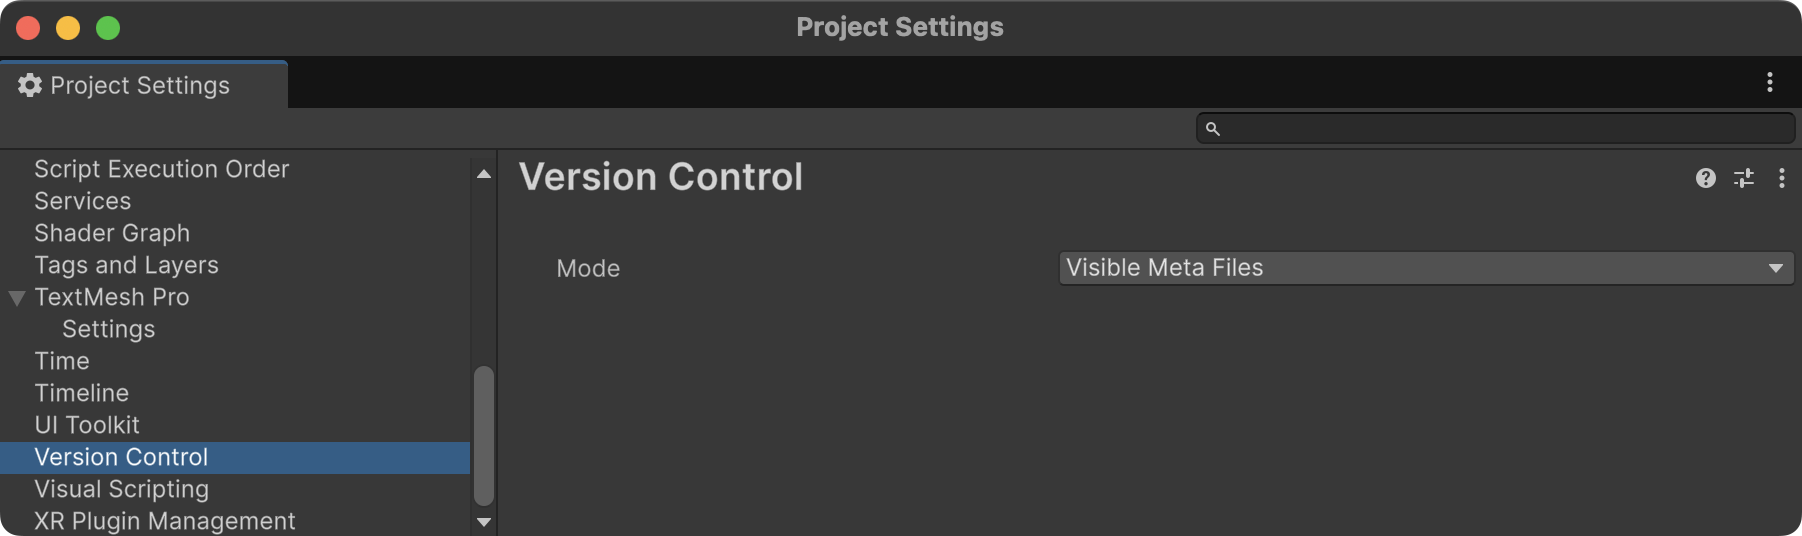 Project Settings
Project Settings
Script Execution Order
Services
Shader Graph
Tags and Layers
TextMesh Pro
Settings
Time
Timeline
UI Toolkit
Version Control
Visual Scripting
XR Plugin Management
Version Control
Mode
Visible Meta Files